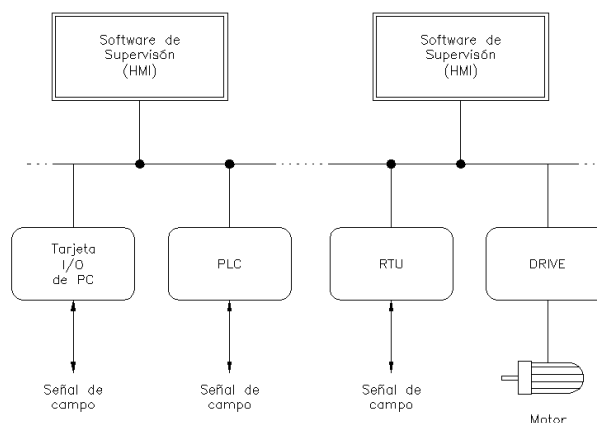 Software de
Supervisón
(HMI)
Software de
Supervisón
(HMI)
Tarjeta
I/O
de PC
PLC
RTU
DRIVE
Señal de
campo
Señal de
campo
Señal de
campo
Motor